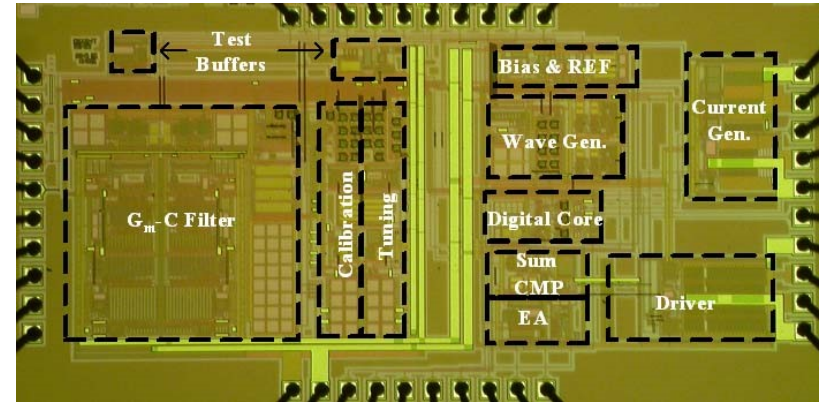 Test
Buffers
Bias & REF
Current
Gen.
Wave Gen.
Gm-C Filter
Calibration
Tuning
Digital Core
Sum
CMP
EA
Driver